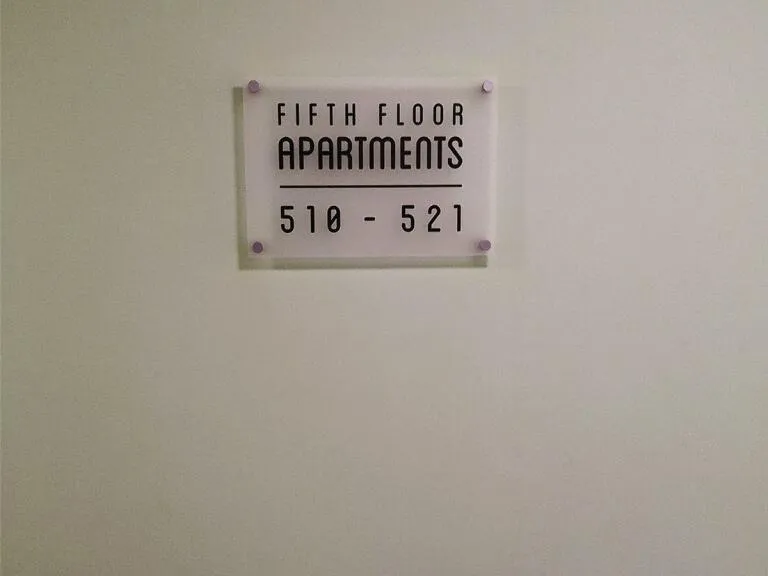 FIFTH FLOOR
APARTMENTS
510 - 521